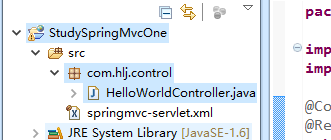 StudySpringMvcOne
src
com.hlj.control
HelloWorldController.java
springmvc-servlet.xml
JRE System Library [JavaSE-1.6]
pac
imp
imp
@Co
@Re